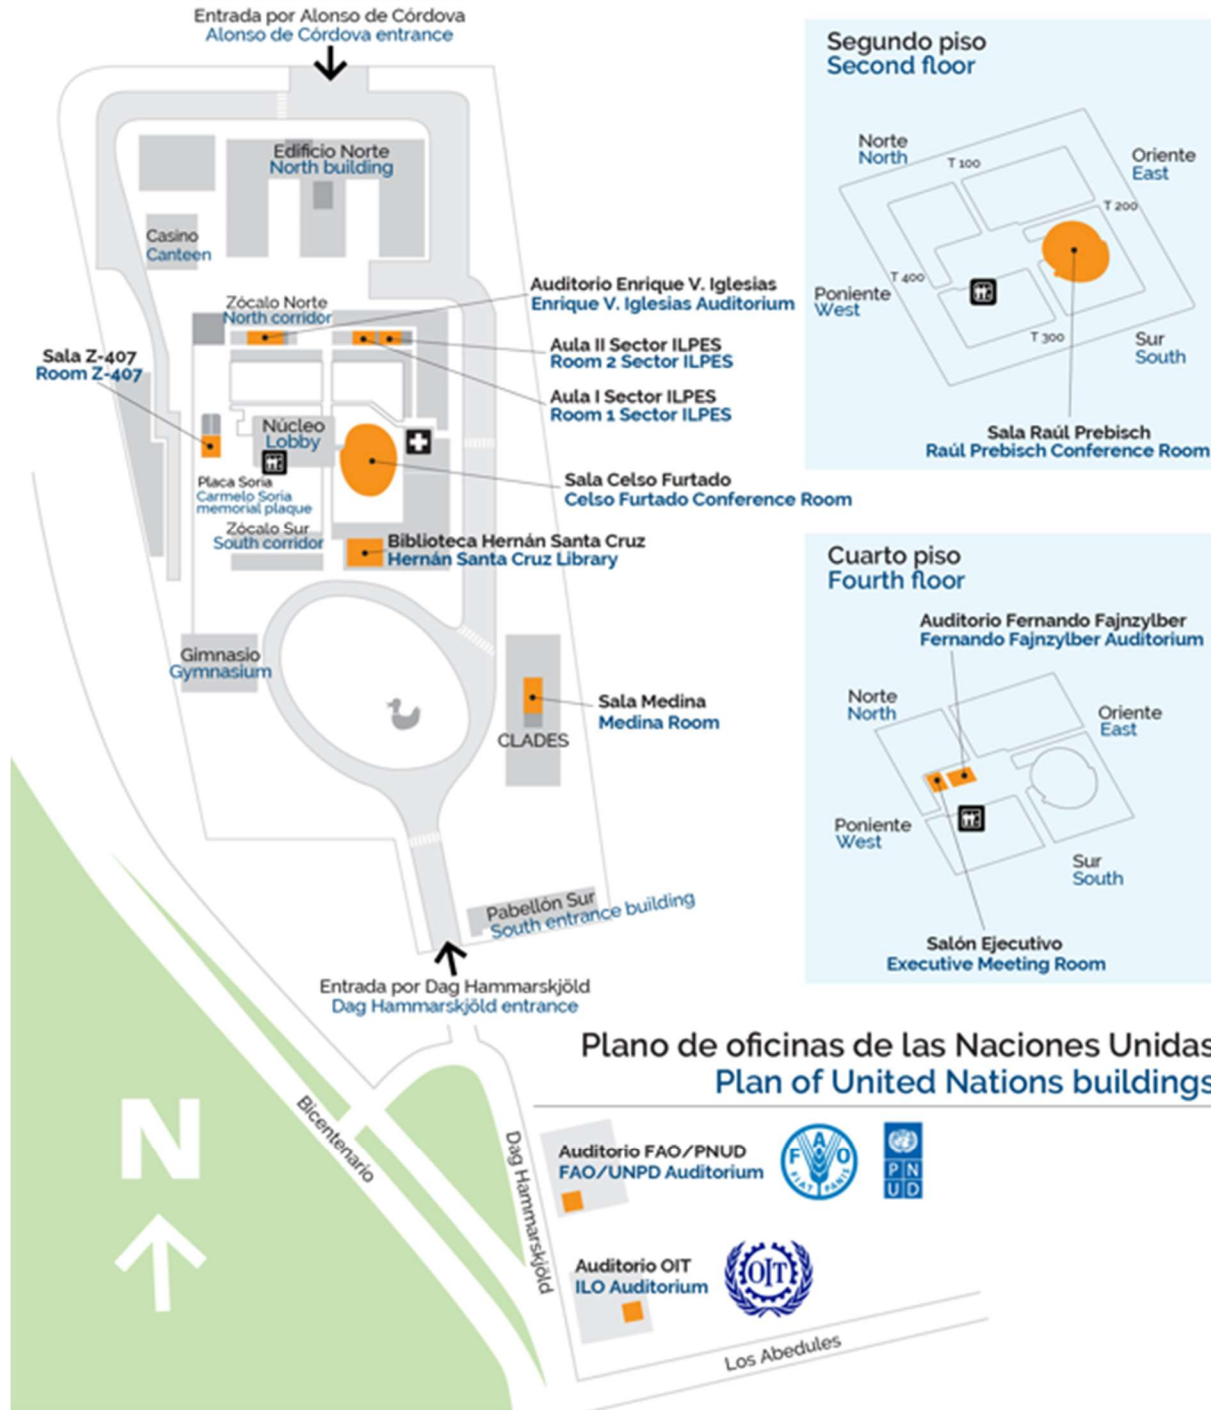 Entrada por Alonso de Córdova
Alonso de Córdova entrance
Edificio Norte
North building
Casino
Canteen
Zócalo Norte
North corridor
Auditorio Enrique V. Iglesias
Enrique V. Iglesias Auditorium
Aula II Sector ILPES
Room 2 Sector ILPES
Aula I Sector ILPES
Room 1 Sector ILPES
Sala Z-407
Room Z-407
Núcleo
Lobby
Sala Celso Furtado
Celso Furtado Conference Room
Placa Soria
Carmelo Soria
memorial plaque
Zócalo Sur
South corridor
Biblioteca Hernán Santa Cruz
Hernán Santa Cruz Library
Gimnasio
Gymnasium
Sala Medina
Medina Room
CLADES
Pabellón Sur
South entrance building
Entrada por Dag Hammarskjöld
Dag Hammarskjöld entrance
Segundo piso
Second floor
Norte
North
T 100
Oriente
East
T 200
T 400
Poniente
West
T 300
Sur
South
Sala Raúl Prebisch
Raúl Prebisch Conference Room
Cuarto piso
Fourth floor
Auditorio Fernando Fajnzylber
Fernando Fajnzylber Auditorium
Norte
North
Oriente
East
Poniente
West
Sur
South
Salón Ejecutivo
Executive Meeting Room
Plano de oficinas de las Naciones Unidas
Plan of United Nations buildings
N
Bicentenario
Dag Hammarskjöld
Auditorio FAO/PNUD
FAO/UNPD Auditorium
F A O
FIAT PANIS
P N
U D
Auditorio OIT
ILO Auditorium
OIT
Los Abedules